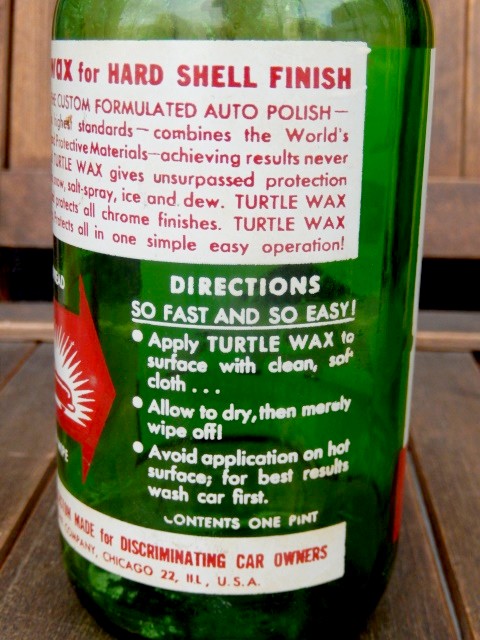 wax for HARD SHELL FINISH
CUSTOM FORMULATED AUTO POLISH—
highest standards—combines the World's
Protective Materials—achieving results never
TURTLE WAX gives unsurpassed protection
snow, salt-spray, ice and dew. TURTLE WAX
protects all chrome finishes. TURTLE WAX
protects all in one simple easy operation!
DIRECTIONS
SO FAST AND SO EASY!
• Apply TURTLE WAX to
surface with clean, soft
cloth...
• Allow to dry, then merely
wipe off!
• Avoid application on hot
surface; for best results
wash car first.
CONTENTS ONE PINT
MADE for DISCRIMINATING CAR OWNERS
COMPANY, CHICAGO 22, ILL., U.S.A.